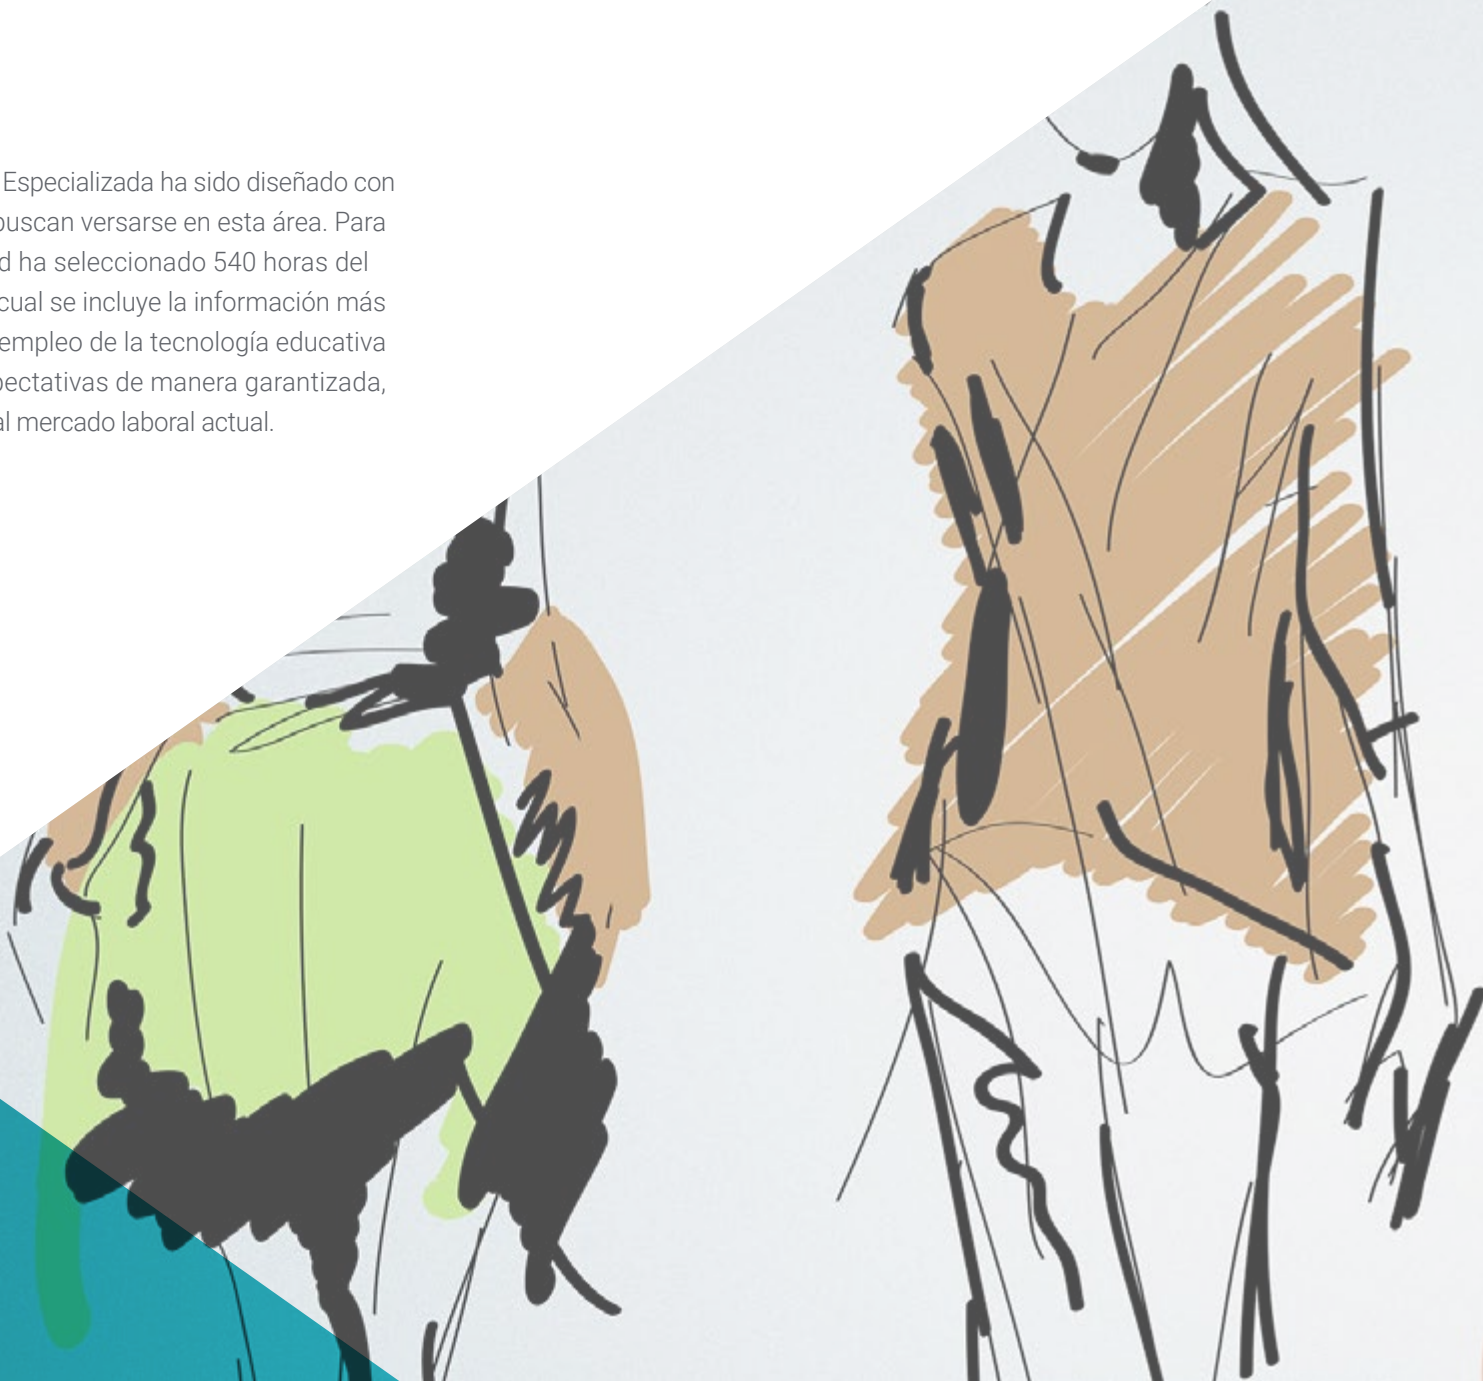 Especializada ha sido diseñado con
buscan versarse en esta área. Para
d ha seleccionado 540 horas del
cual se incluye la información más
empleo de la tecnología educativa
pectativas de manera garantizada,
al mercado laboral actual.